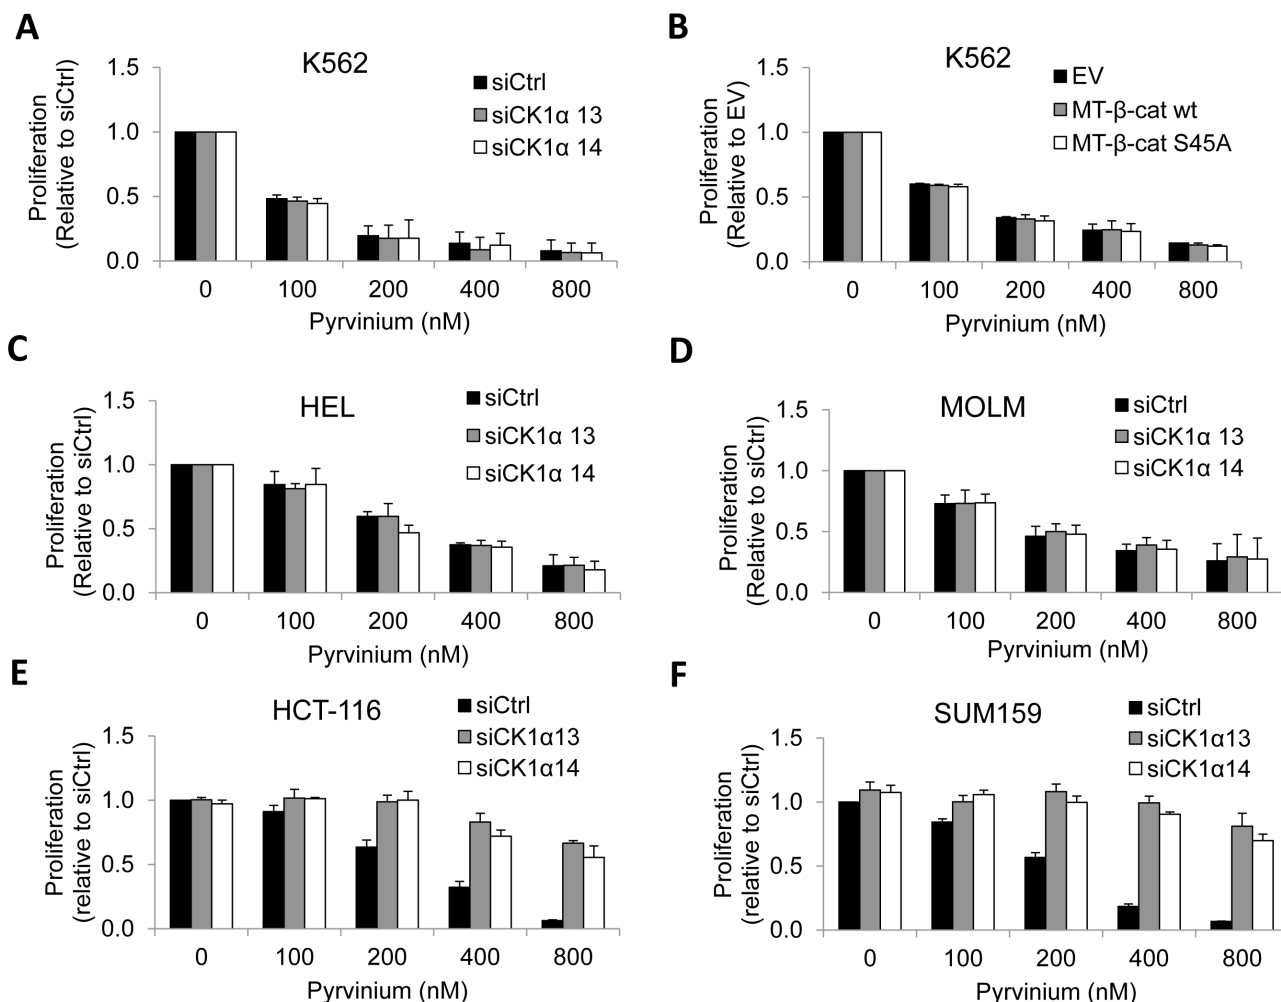 A
K562
Proliferation
(Relative to siCtrl)
1.5
1.0
0.5
0.0
siCtrl
siCK1α 13
siCK1α 14
0 100 200 400 800
Pyrvinium (nM)
B
K562
Proliferation
(Relative to EV)
1.5
1.0
0.5
0.0
EV
MT-β-cat wt
MT-β-cat S45A
0 100 200 400 800
Pyrvinium (nM)
C
HEL
Proliferation
(Relative to siCtrl)
1.5
1.0
0.5
0.0
siCtrl
siCK1α 13
siCK1α 14
0 100 200 400 800
Pyrvinium (nM)
D
MOLM
Proliferation
(Relative to siCtrl)
1.5
1.0
0.5
0.0
siCtrl
siCK1α 13
siCK1α 14
0 100 200 400 800
Pyrvinium (nM)
E
HCT-116
Proliferation
(relative to siCtrl)
1.5
1.0
0.5
0.0
siCtrl
siCK1α13
siCK1α14
0 100 200 400 800
Pyrvinium (nM)
F
SUM159
Proliferation
(relative to siCtrl)
1.5
1.0
0.5
0.0
siCtrl
siCK1α13
siCK1α14
0 100 200 400 800
Pyrvinium (nM)